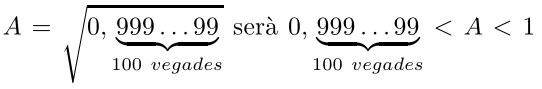 A = √0, 999 . . . 99 serà 0, 999 . . . 99 < A < 1
100 vegades 100 vegades